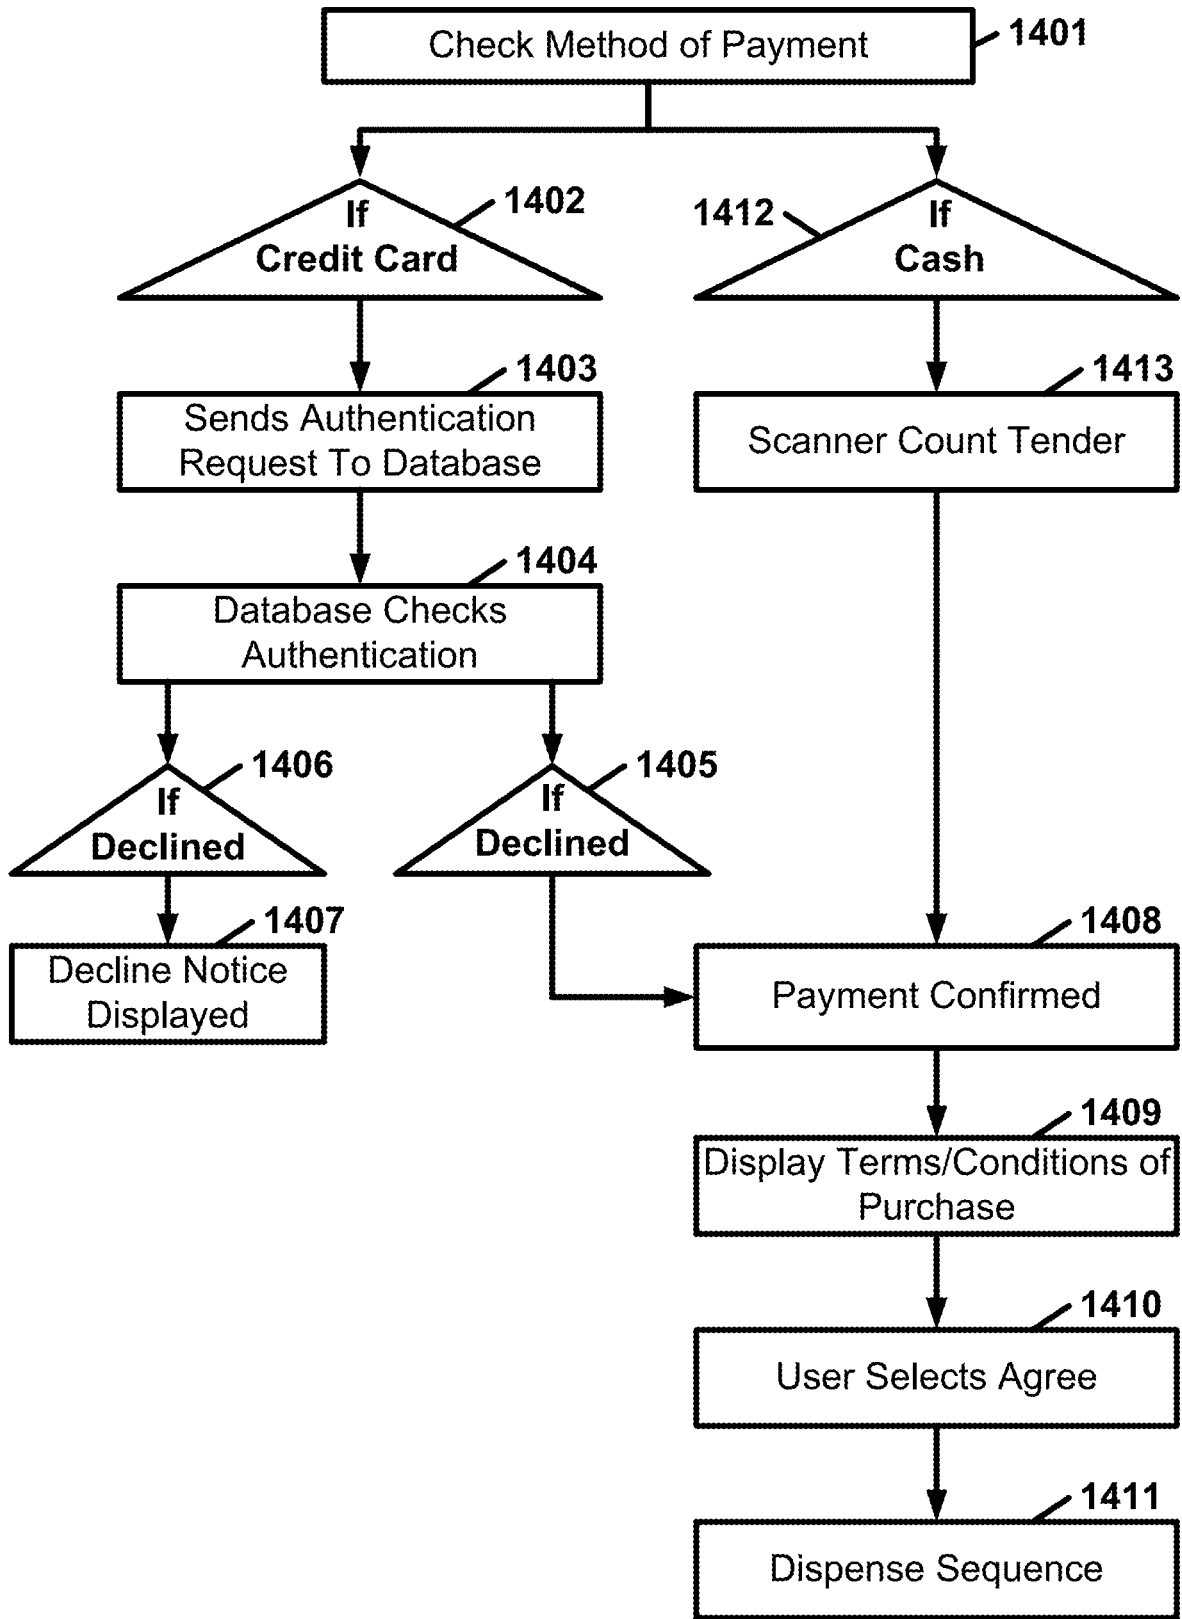 Check Method of Payment
1401
If
Credit Card
1402
1412
If
Cash
1403
Sends Authentication
Request To Database
1413
Scanner Count Tender
1404
Database Checks
Authentication
1406
If
Declined
1405
If
Declined
1407
Decline Notice
Displayed
1408
Payment Confirmed
1409
Display Terms/Conditions of
Purchase
1410
User Selects Agree
1411
Dispense Sequence